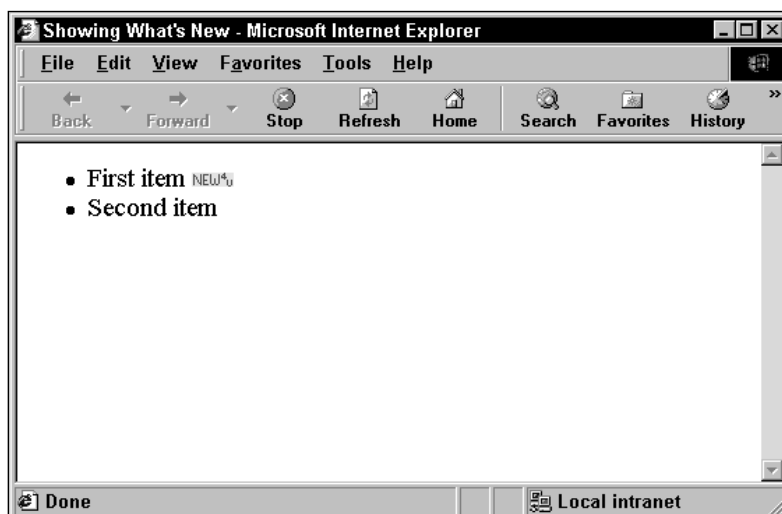 Showing What's New - Microsoft Internet Explorer
File Edit View Favorites Tools Help
Back Forward Stop Refresh Home Search Favorites History »
• First item NEW4u
• Second item
Done Local intranet